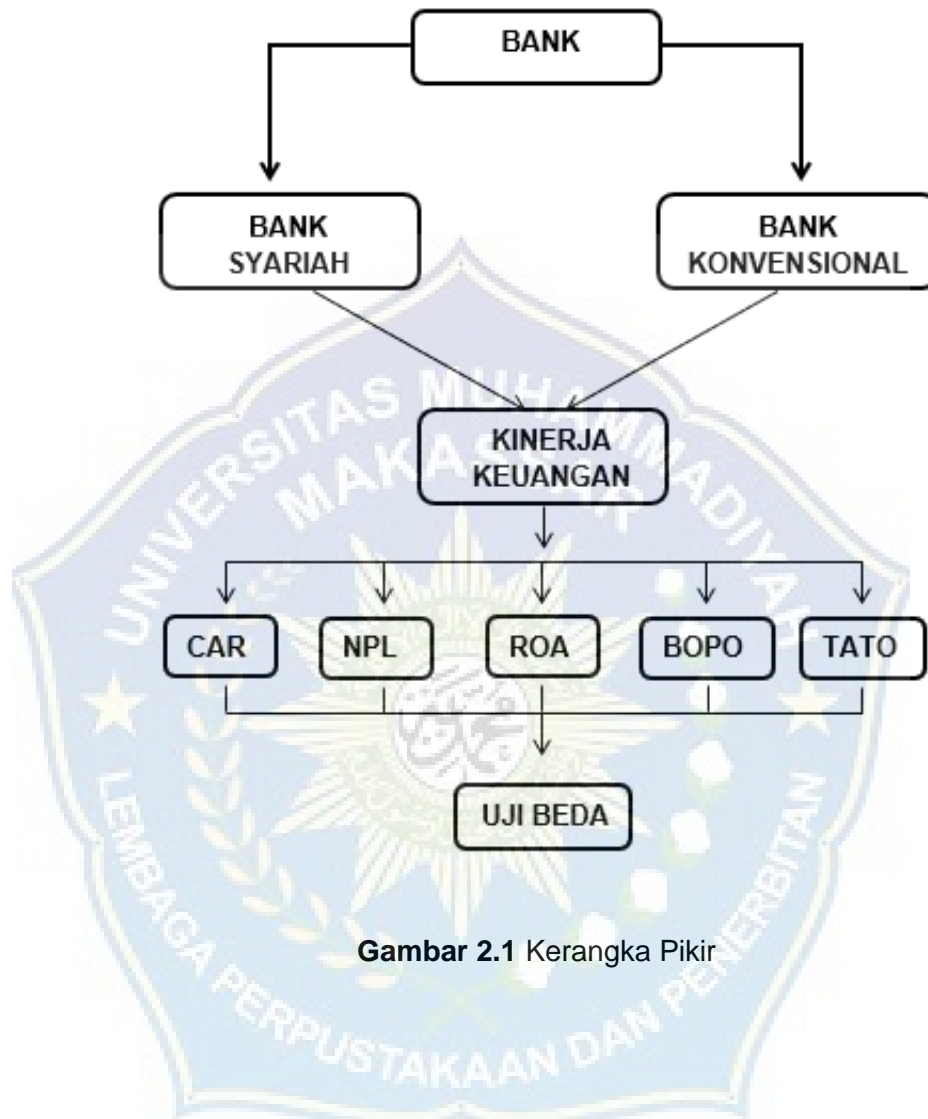 BANK
BANK
SYARIAH
BANK
KONVENSIONAL
KINERJA
KEUANGAN
CAR
NPL
ROA
BOPO
TATO
UJI BEDA
Gambar 2.1 Kerangka Pikir
UNIVERSITAS MUHAMMADIYAH
MAKASSAR
LEMBAGA PERPUSTAKAAN DAN PENERBITAN